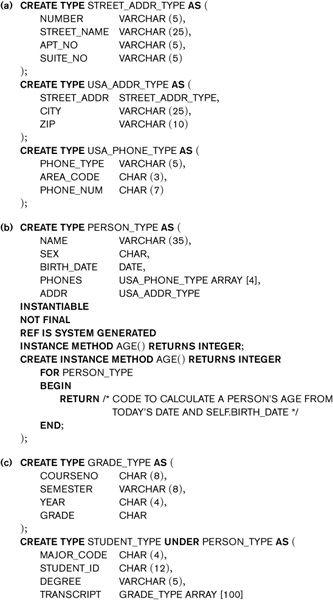 (a) CREATE TYPE STREET_ADDR_TYPE AS (
NUMBER VARCHAR (5),
STREET_NAME VARCHAR (25),
APT_NO VARCHAR (5),
SUITE_NO VARCHAR (5)
);
CREATE TYPE USA_ADDR_TYPE AS (
STREET_ADDR STREET_ADDR_TYPE,
CITY VARCHAR (25),
ZIP VARCHAR (10)
);
CREATE TYPE USA_PHONE_TYPE AS (
PHONE_TYPE VARCHAR (5),
AREA_CODE CHAR (3),
PHONE_NUM CHAR (7)
);
(b) CREATE TYPE PERSON_TYPE AS (
NAME VARCHAR (35),
SEX CHAR,
BIRTH_DATE DATE,
PHONES USA_PHONE_TYPE ARRAY [4],
ADDR USA_ADDR_TYPE
INSTANTIABLE
NOT FINAL
REF IS SYSTEM GENERATED
INSTANCE METHOD AGE() RETURNS INTEGER;
CREATE INSTANCE METHOD AGE() RETURNS INTEGER
FOR PERSON_TYPE
BEGIN
RETURN /* CODE TO CALCULATE A PERSON'S AGE FROM
TODAY'S DATE AND SELF.BIRTH_DATE */
END;
);
(c) CREATE TYPE GRADE_TYPE AS (
COURSENO CHAR (8),
SEMESTER VARCHAR (8),
YEAR CHAR (4),
GRADE CHAR
);
CREATE TYPE STUDENT_TYPE UNDER PERSON_TYPE AS (
MAJOR_CODE CHAR (4),
STUDENT_ID CHAR (12),
DEGREE VARCHAR (5),
TRANSCRIPT GRADE_TYPE ARRAY [100]